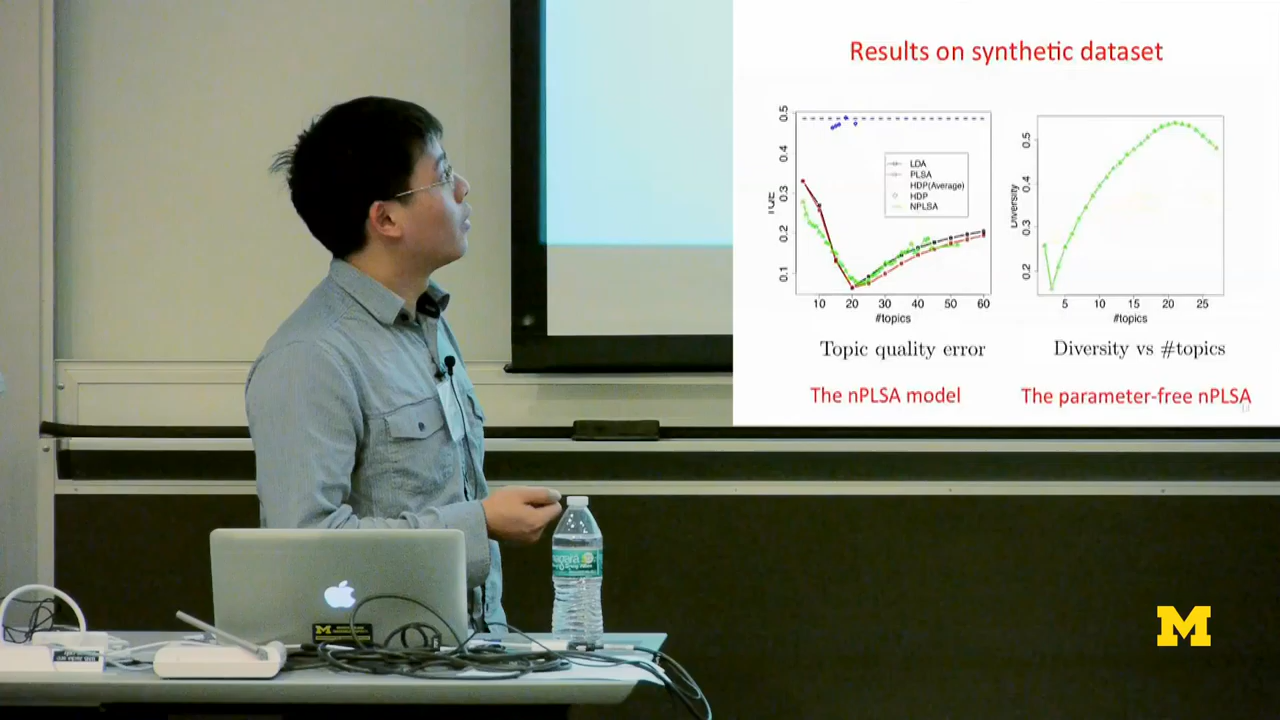 Results on synthetic dataset
0.5
0.4
0.3
0.2
0.1
LDA
PLSA
HDP(Average)
HDP
NPLSA
10 20 30 40 50 60
#topics
Topic quality error
The nPLSA model
0.5
0.4
0.3
0.2
Diversity
5 10 15 20 25
#topics
Diversity vs #topics
The parameter-free nPLSA
M
M